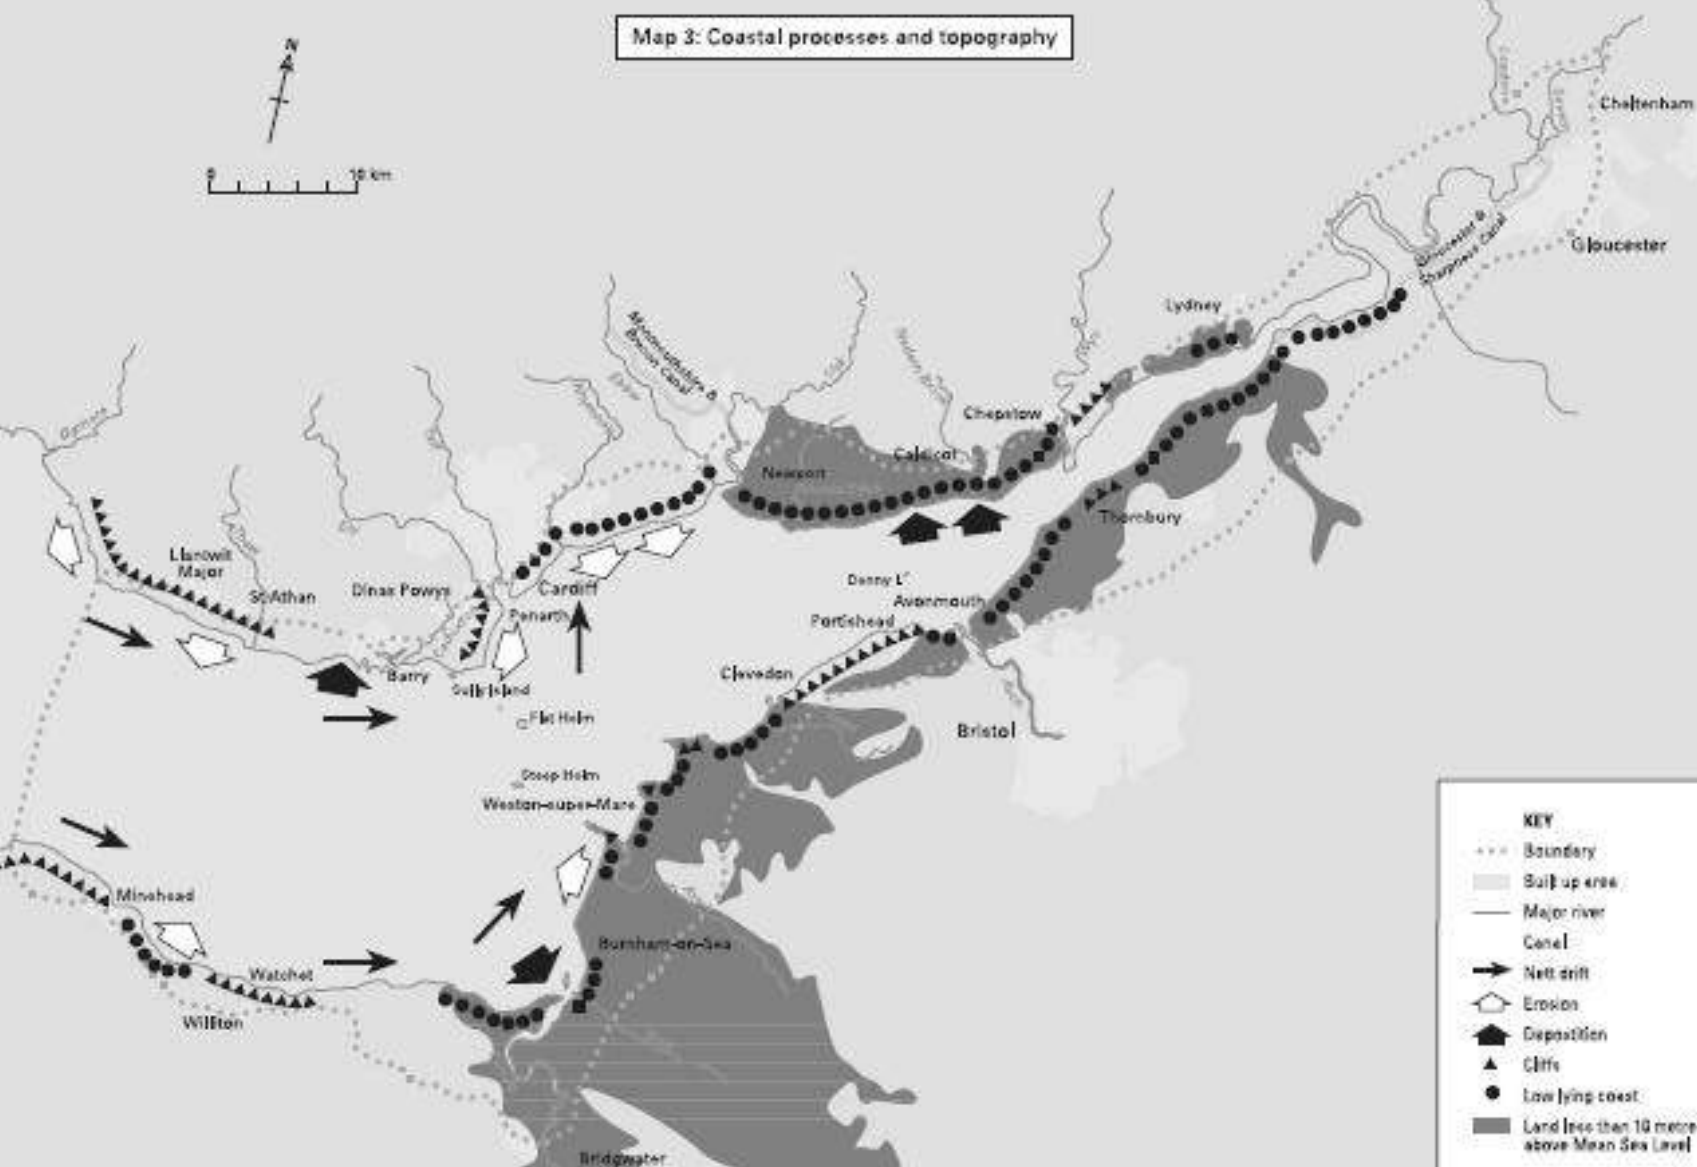 Map 3: Coastal processes and topography
N
0
10 km
Cheltenham
Gloucester
Gloucester &
Sharpness Canal
Lydney
Monmouthshire &
Brecon Canal
Usk
Chepstow
Caldicot
Newport
Thornbury
Llantwit
Major
St Athan
Dinas Powys
Cardiff
Penarth
Denny Is
Avonmouth
Portishead
Clevedon
Barry
Sully Island
Flat Holm
Bristol
Steep Holm
Weston-super-Mare
Minehead
Burnham-on-Sea
Watchet
Williton
Bridgwater
KEY
Boundary
Built up area
Major river
Canal
Nett drift
Erosion
Deposition
Cliffs
Low lying coast
Land less than 10 metre
above Mean Sea Level